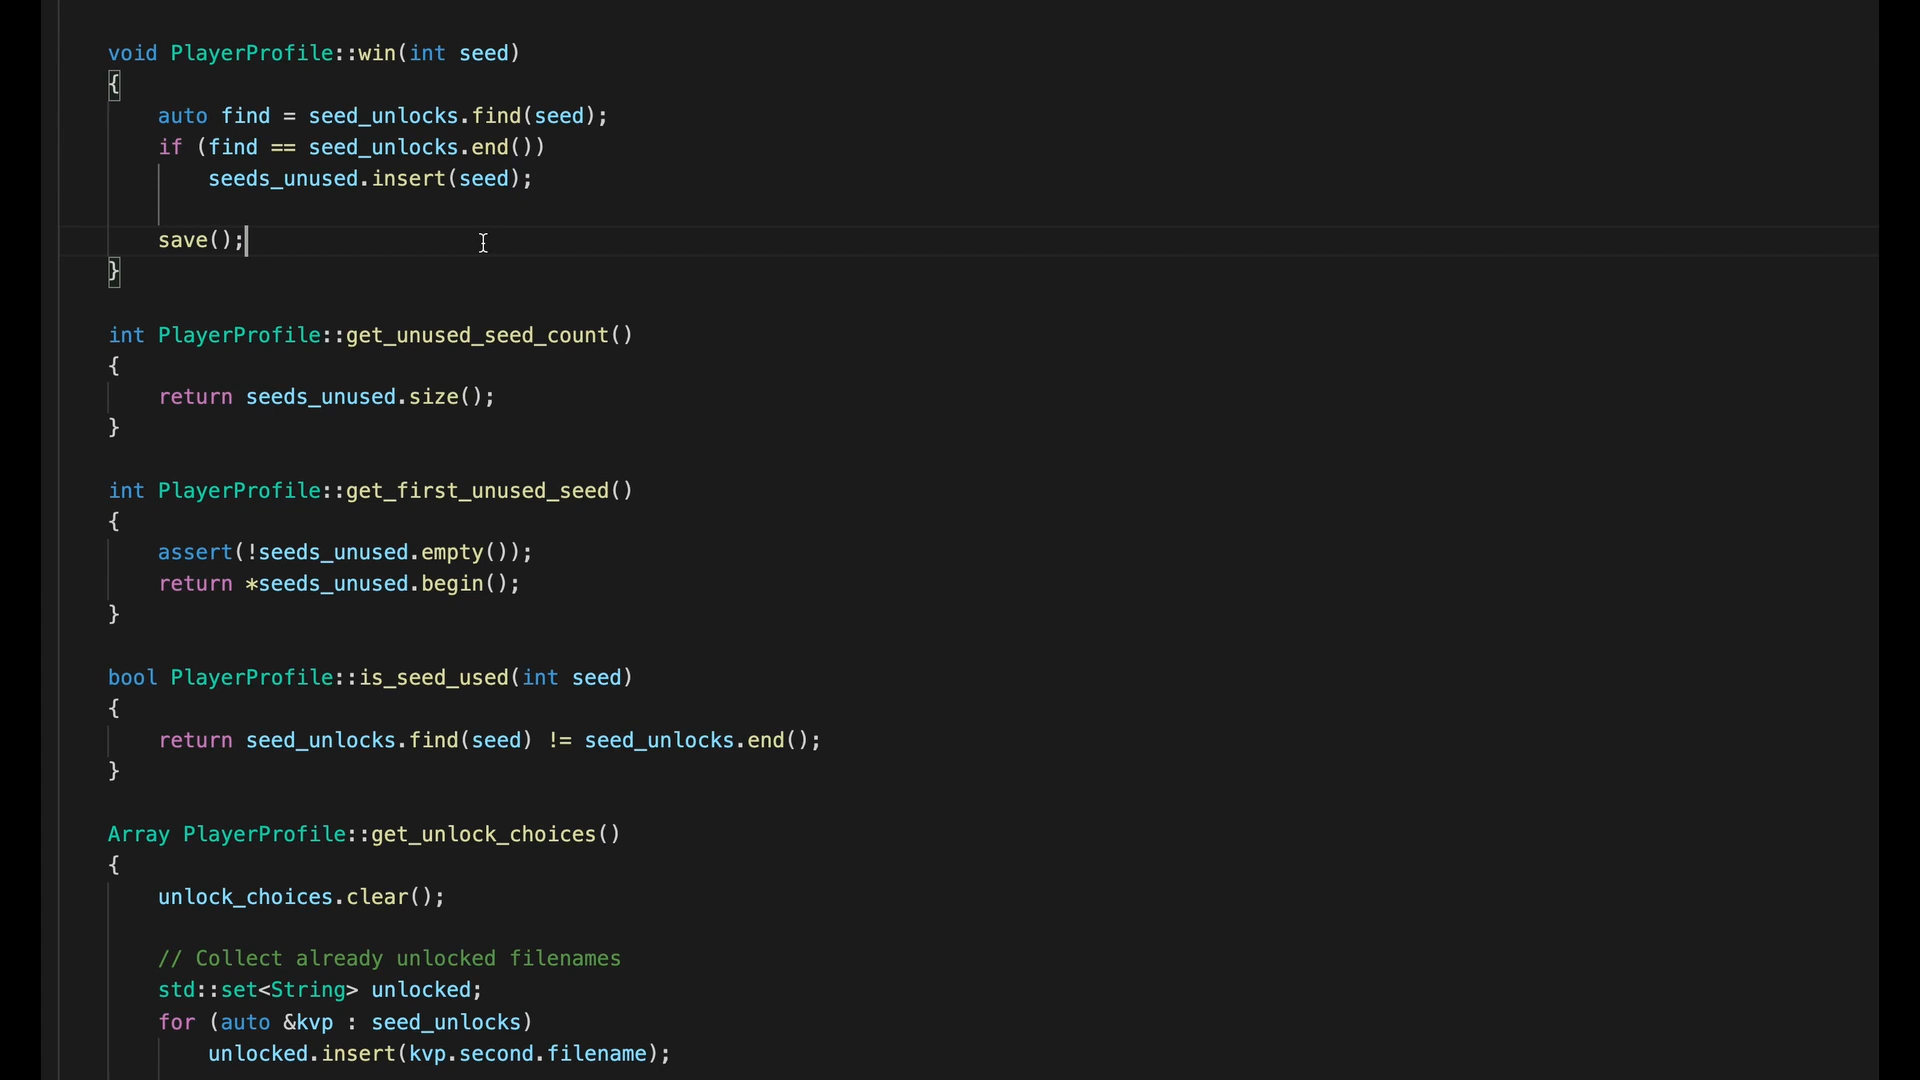 void PlayerProfile::win(int seed)
{
    auto find = seed_unlocks.find(seed);
    if (find == seed_unlocks.end())
        seeds_unused.insert(seed);

    save();
}

int PlayerProfile::get_unused_seed_count()
{
    return seeds_unused.size();
}

int PlayerProfile::get_first_unused_seed()
{
    assert(!seeds_unused.empty());
    return *seeds_unused.begin();
}

bool PlayerProfile::is_seed_used(int seed)
{
    return seed_unlocks.find(seed) != seed_unlocks.end();
}

Array PlayerProfile::get_unlock_choices()
{
    unlock_choices.clear();

    // Collect already unlocked filenames
    std::set<String> unlocked;
    for (auto &kvp : seed_unlocks)
        unlocked.insert(kvp.second.filename);